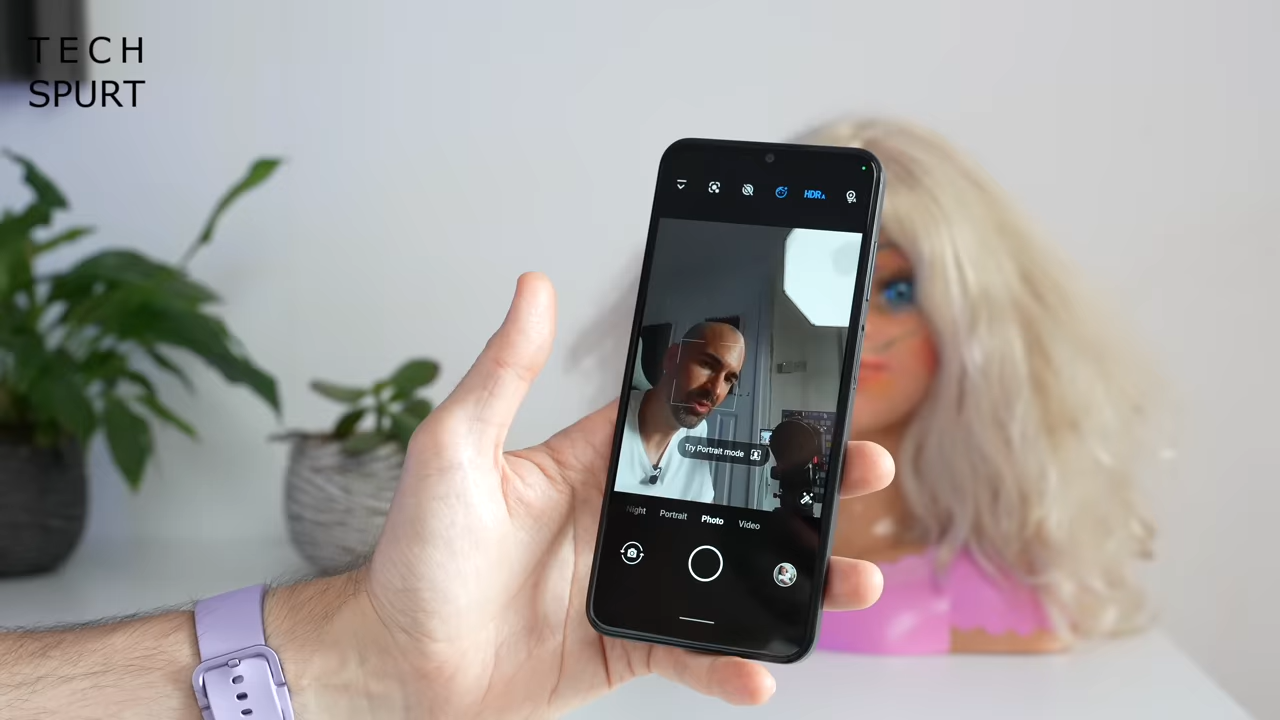 TECH
SPURT
HDR
Try Portrait mode
Night
Portrait
Photo
Video